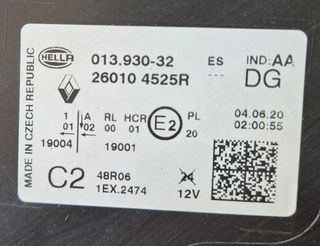 HELLA 013.930-32 ES IND:AA
26010 4525R --- DG
1 A RL HCR E2 PL 04.06.20
01 02 00 01 20 02:00:55
19004 19001
C2 48R06 24
1EX.2474 12V
MADE IN CZECH REPUBLIC